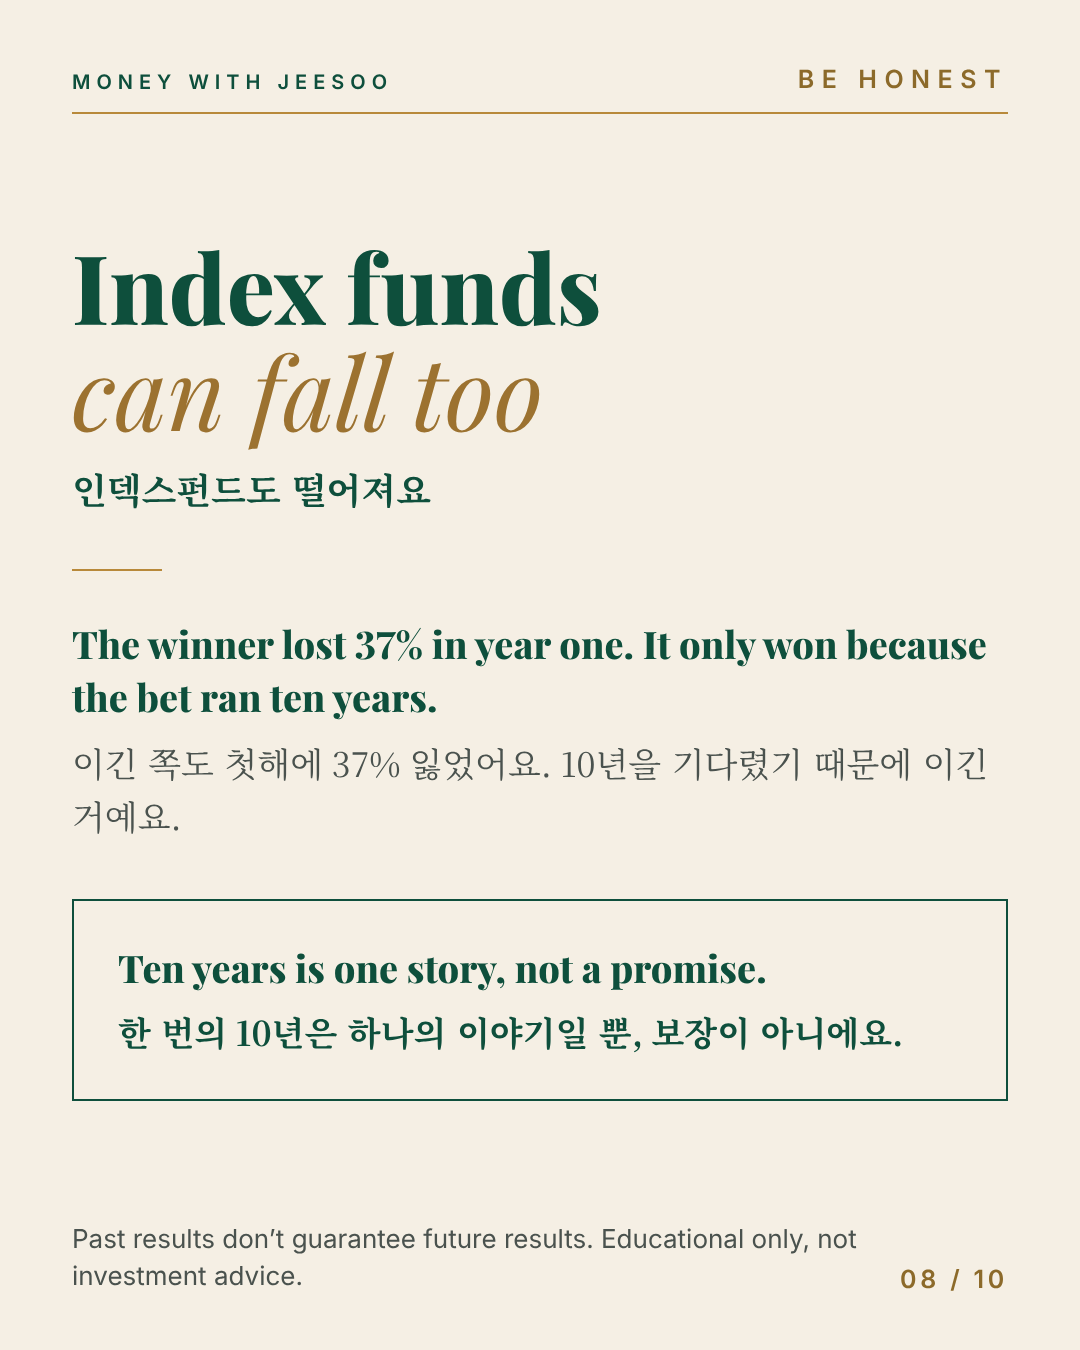 MONEY WITH JEESOO
BE HONEST
Index funds
can fall too
인덱스펀드도 떨어져요
The winner lost 37% in year one. It only won because
the bet ran ten years.
이긴 쪽도 첫해에 37% 잃었어요. 10년을 기다렸기 때문에 이긴
거예요.
Ten years is one story, not a promise.
한 번의 10년은 하나의 이야기일 뿐, 보장이 아니에요.
Past results don’t guarantee future results. Educational only, not
investment advice.
08 / 10